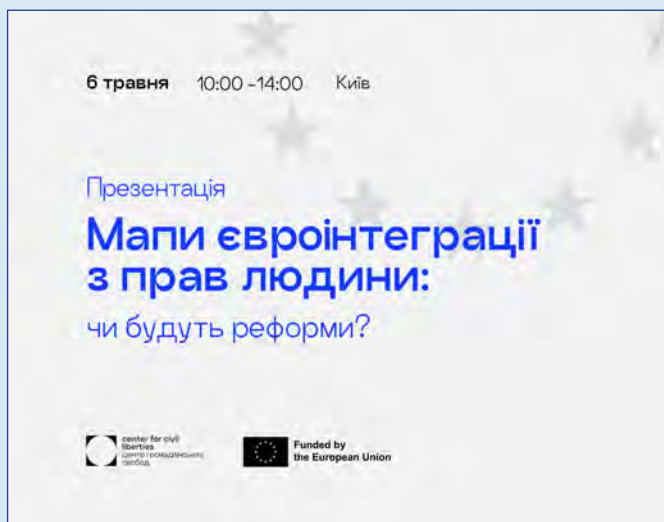 6 травня 10:00 -14:00 Київ
Презентація
Мапи євроінтеграції
з прав людини:
чи будуть реформи?
center for civil
liberties
центр громадянських
свобод
Funded by
the European Union